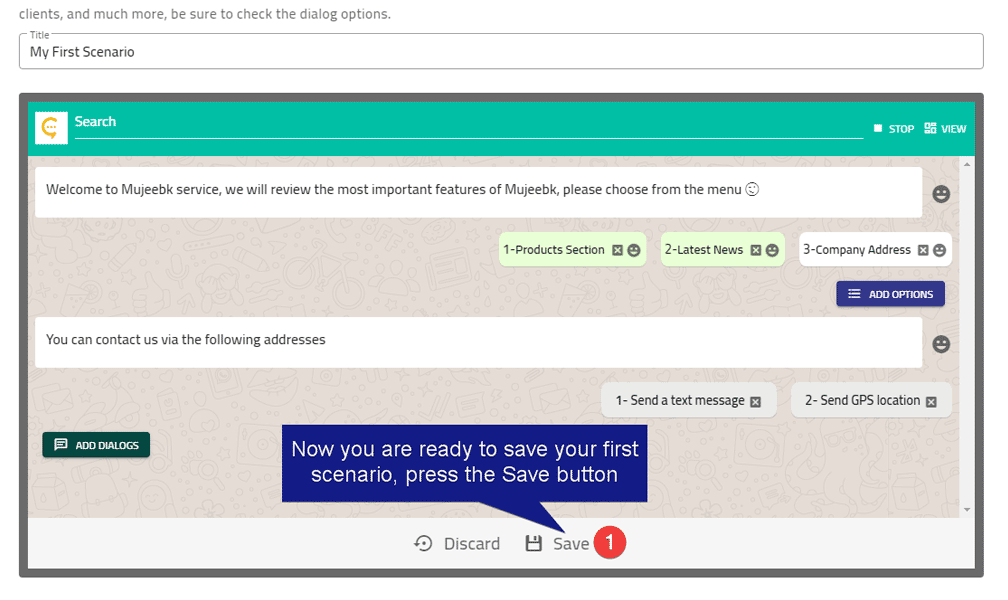 clients, and much more, be sure to check the dialog options.
Title
My First Scenario
Search
STOP VIEW
Welcome to Mujeebk service, we will review the most important features of Mujeebk, please choose from the menu
1-Products Section 2-Latest News 3-Company Address
ADD OPTIONS
You can contact us via the following addresses
1- Send a text message 2- Send GPS location
ADD DIALOGS
Now you are ready to save your first
scenario, press the Save button
Discard Save 1